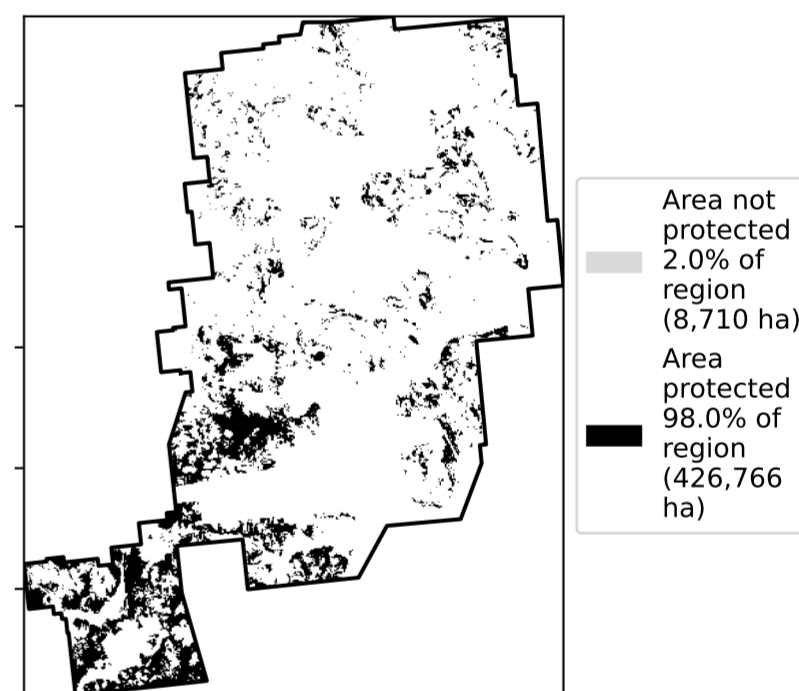 Area not
protected
2.0% of
region
(8,710 ha)
Area
protected
98.0% of
region
(426,766
ha)